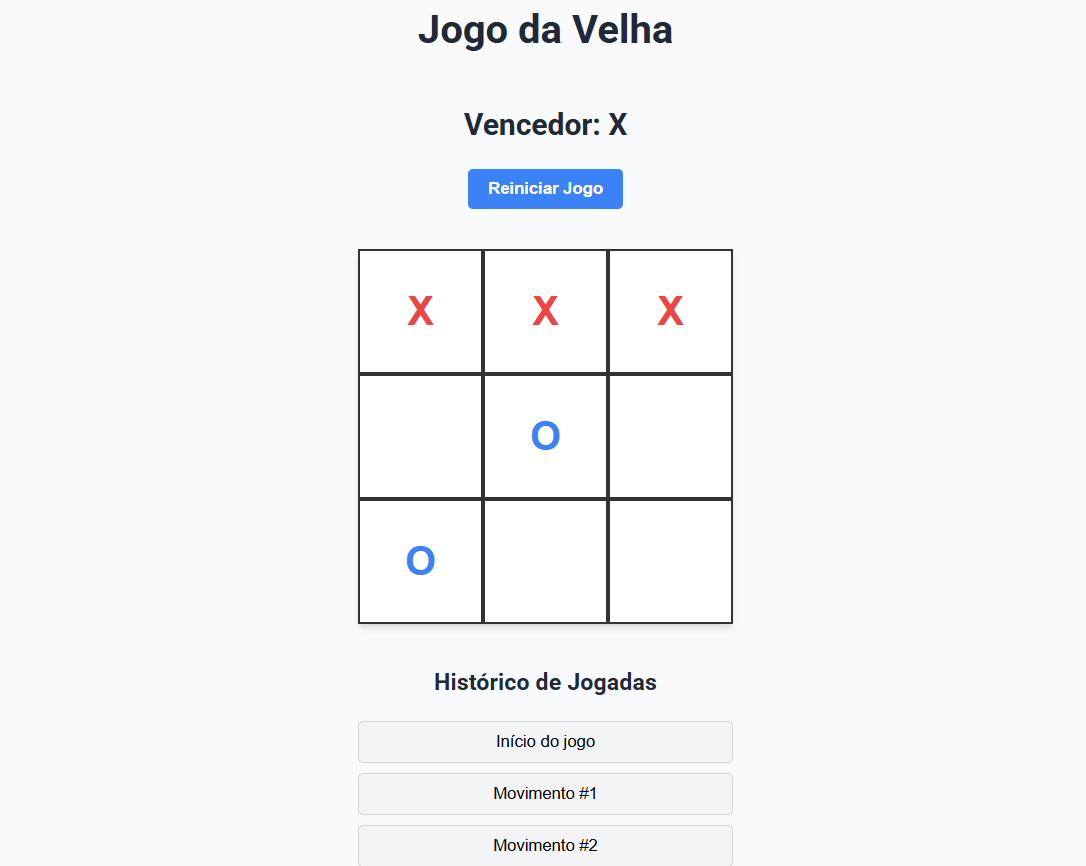 Jogo da Velha
Vencedor: X
Reiniciar Jogo
X X X
O
O
Histórico de Jogadas
Início do jogo
Movimento #1
Movimento #2